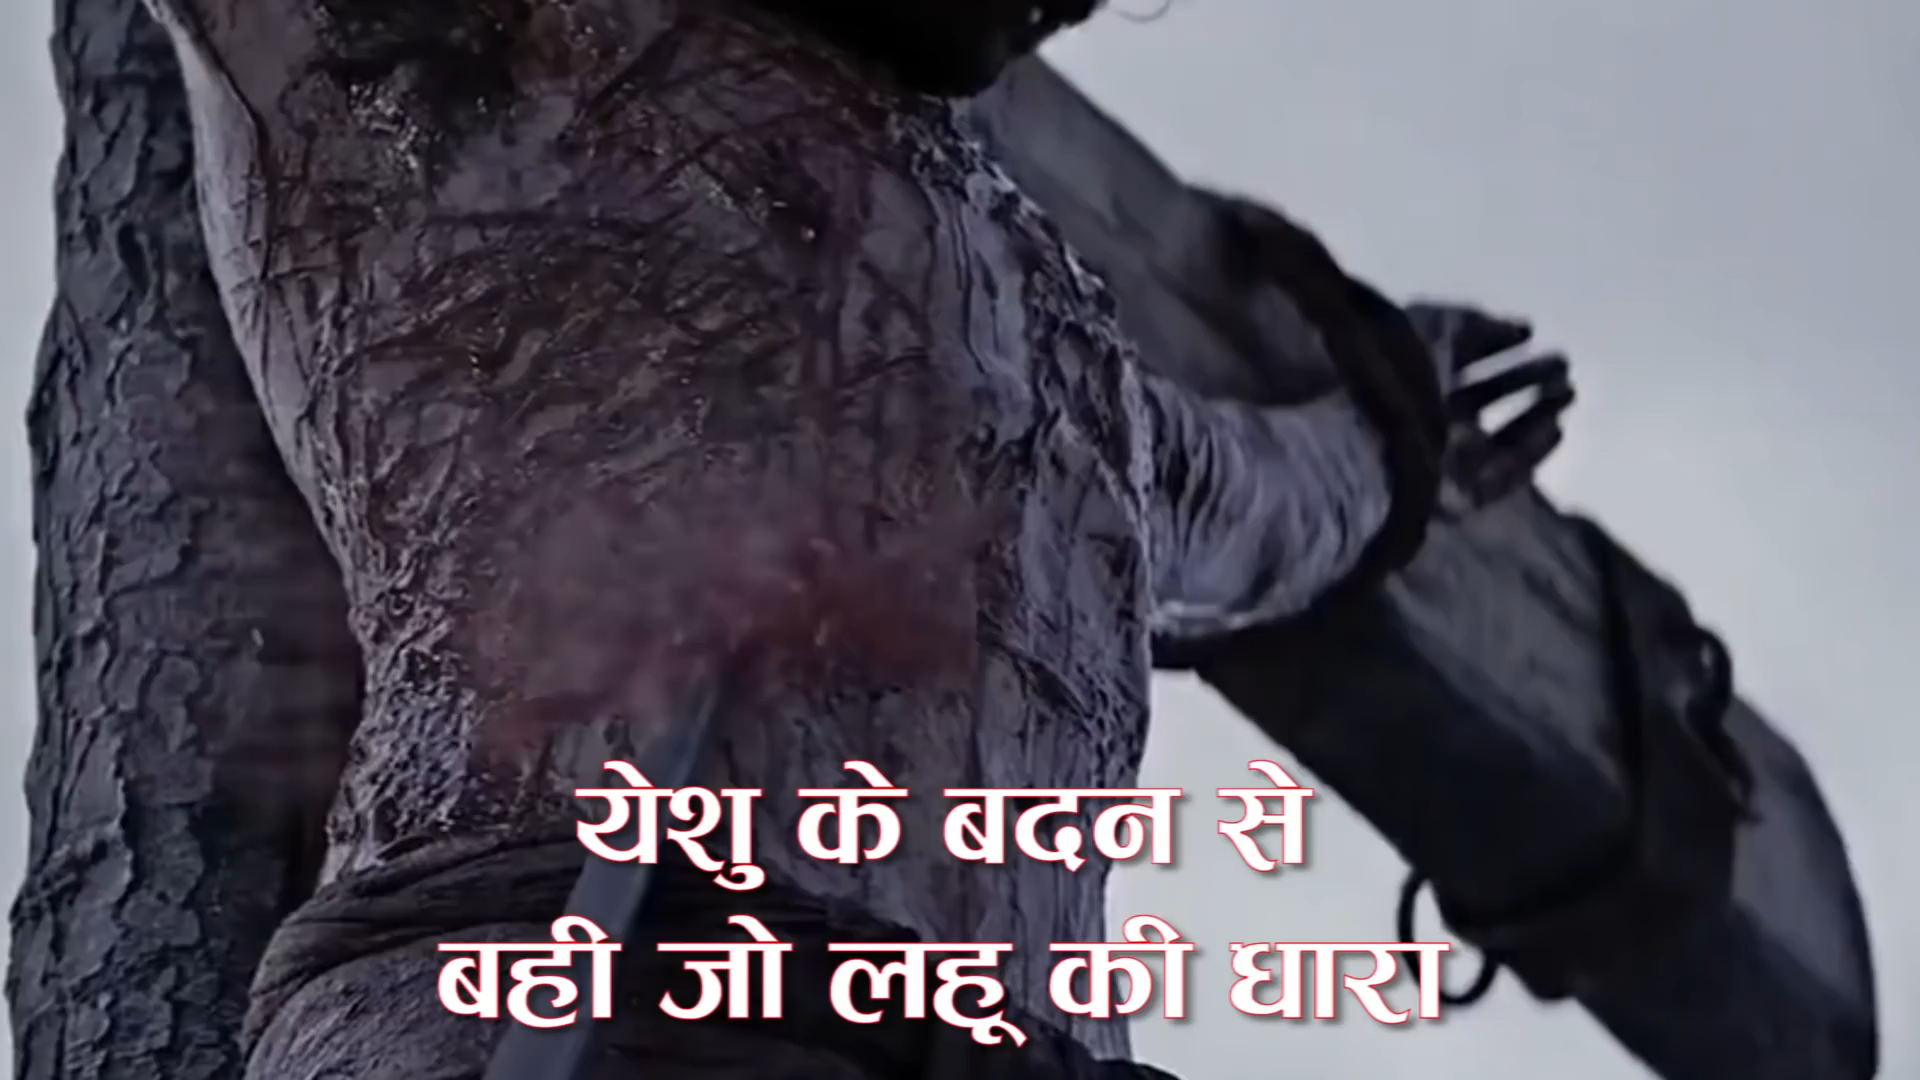 येशु के बदन से
बही जो लहू की धारा